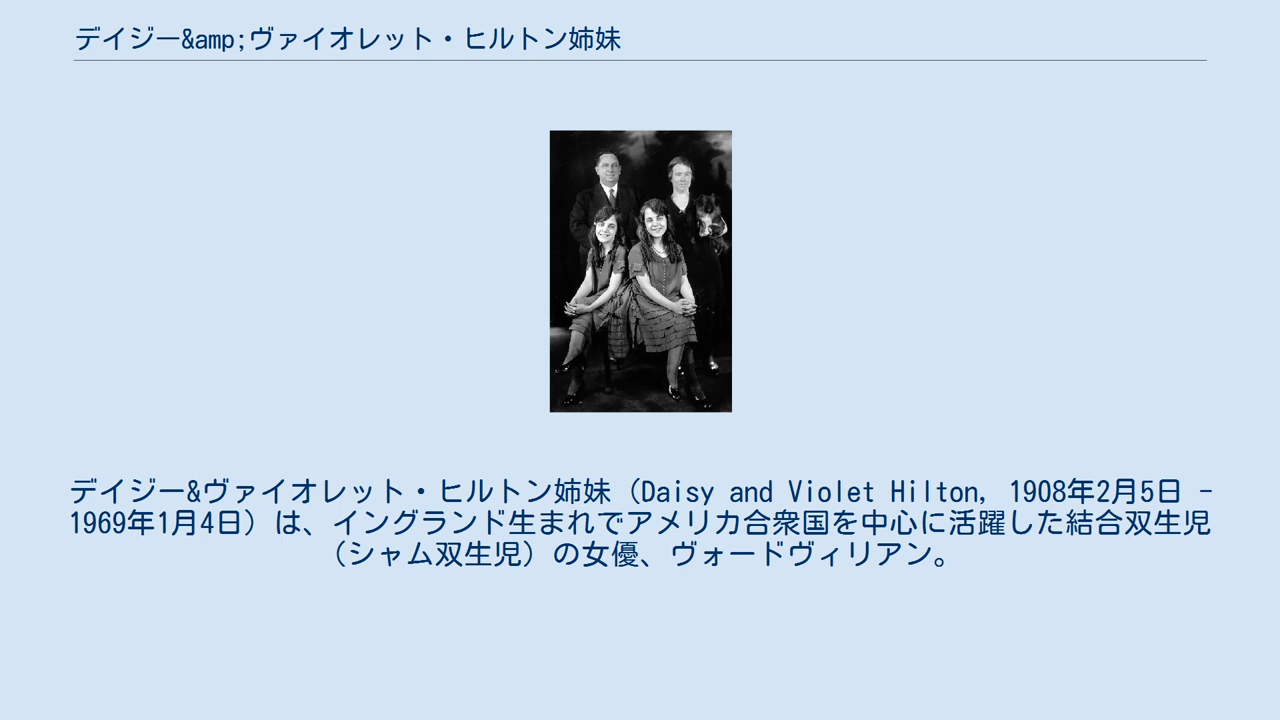 デイジー&amp;ヴァイオレット・ヒルトン姉妹
デイジー&ヴァイオレット・ヒルトン姉妹（Daisy and Violet Hilton, 1908年2月5日 –
1969年1月4日）は、イングランド生まれでアメリカ合衆国を中心に活躍した結合双生児
（シャム双生児）の女優、ヴォードヴィリアン。